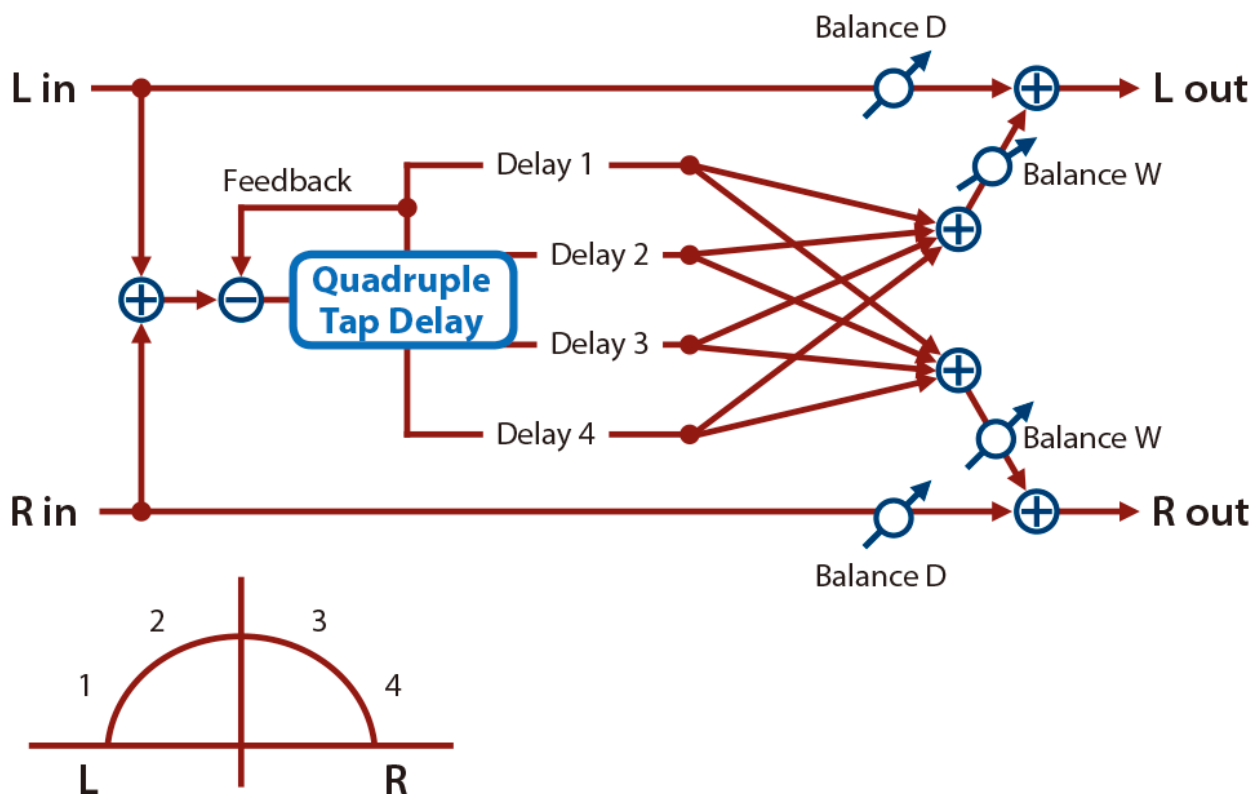 Balance D
L in
L out
Delay 1
Feedback
Balance W
Delay 2
Quadruple
Tap Delay
Delay 3
Delay 4
Balance W
R in
R out
Balance D
2
3
1
4
L
R